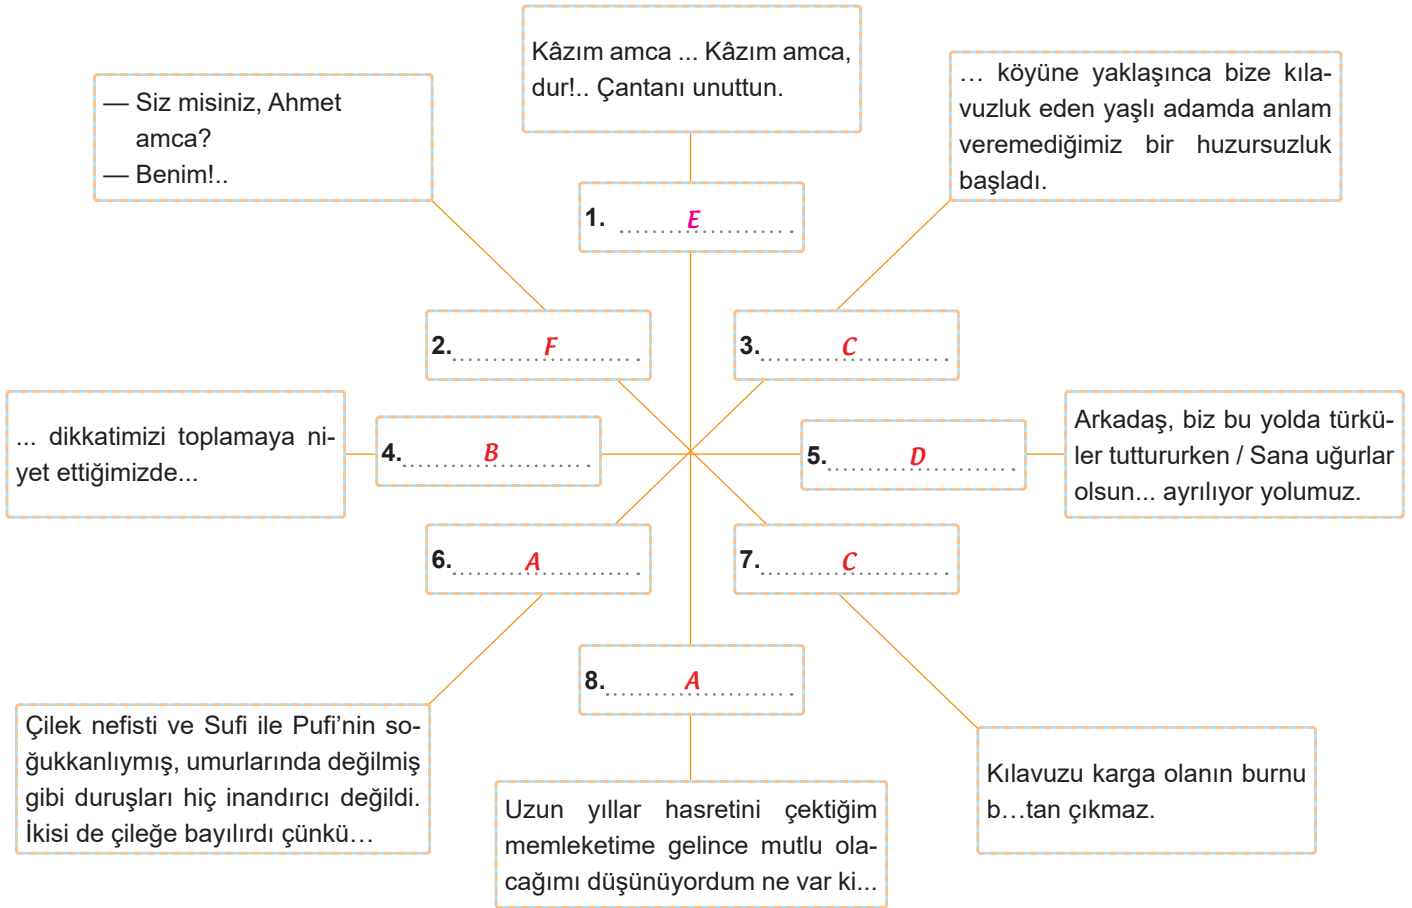 Kâzım amca ... Kâzım amca,
dur!.. Çantanı unuttun.
— Siz misiniz, Ahmet
amca?
— Benim!..
… köyüne yaklaşınca bize kıla-
vuzluk eden yaşlı adamda anlam
veremediğimiz bir huzursuzluk
başladı.
1. E
2. F
3. C
... dikkatimizi toplamaya ni-
yet ettiğimizde...
4. B
5. D
Arkadaş, biz bu yolda türkü-
ler tuttururken / Sana uğurlar
olsun... ayrılıyor yolumuz.
6. A
7. C
8. A
Çilek nefisti ve Sufi ile Pufi’nin so-
ğukkanlıymış, umurlarında değilmiş
gibi duruşları hiç inandırıcı değildi.
İkisi de çileğe bayılırdı çünkü…
Uzun yıllar hasretini çektiğim
memleketime gelince mutlu ola-
cağımı düşünüyordum ne var ki...
Kılavuzu karga olanın burnu
b…tan çıkmaz.